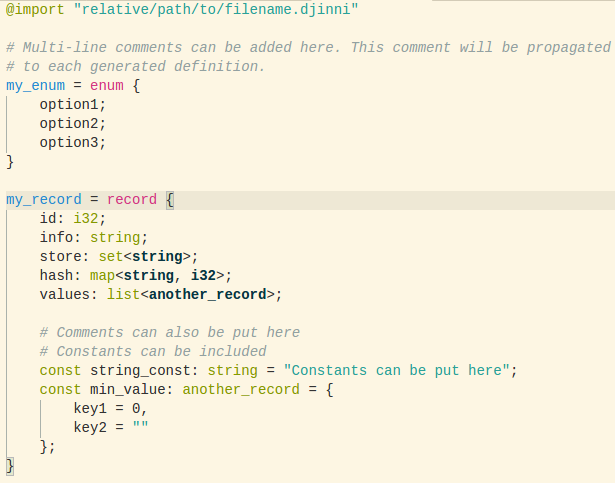 @import "relative/path/to/filename.djinni"
# Multi-line comments can be added here. This comment will be propagated
# to each generated definition.
my_enum = enum {
    option1;
    option2;
    option3;
}
my_record = record {
    id: i32;
    info: string;
    store: set<string>;
    hash: map<string, i32>;
    values: list<another_record>;
    # Comments can also be put here
    # Constants can be included
    const string_const: string = "Constants can be put here";
    const min_value: another_record = {
        key1 = 0,
        key2 = ""
    };
}